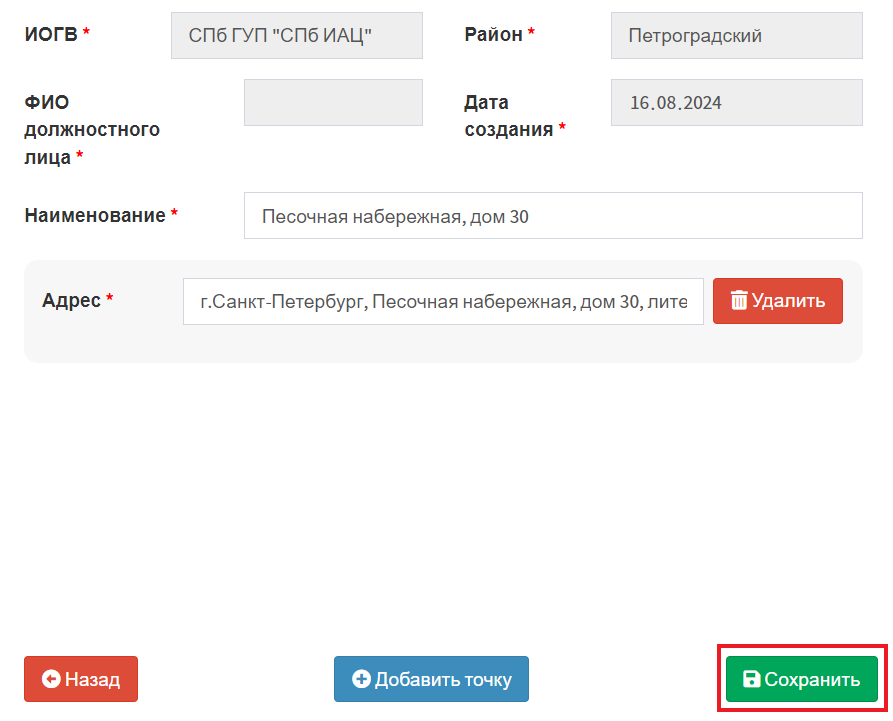 ИОГВ * СПб ГУП "СПб ИАЦ" Район * Петроградский
ФИО
должностного
лица *
Дата
создания * 16.08.2024
Наименование * Песочная набережная, дом 30
Адрес * г.Санкт-Петербург, Песочная набережная, дом 30, лите Удалить
Назад Добавить точку Сохранить